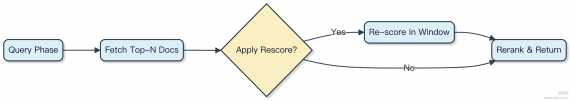 Query Phase
Fetch Top-N Docs
Apply Rescore?
Yes
Re-score in Window
No
Rerank & Return